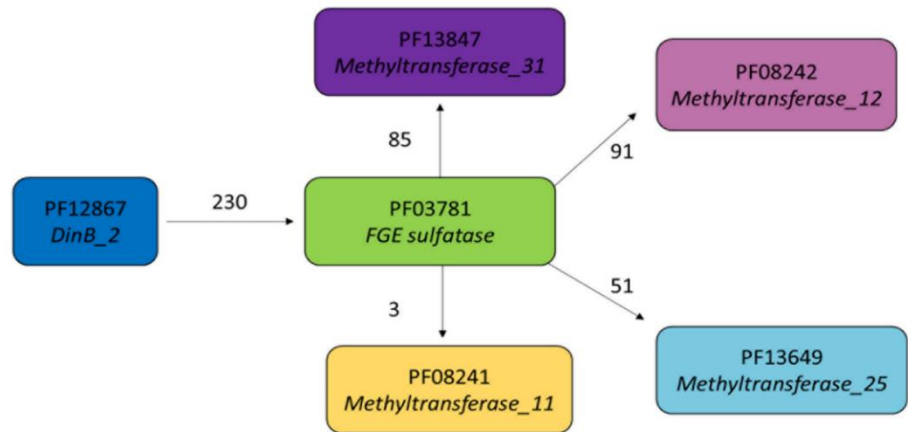 PF13847
Methyltransferase_31
PF08242
Methyltransferase_12
85
91
230
PF12867
DinB_2
PF03781
FGE sulfatase
3
51
PF08241
Methyltransferase_11
PF13649
Methyltransferase_25